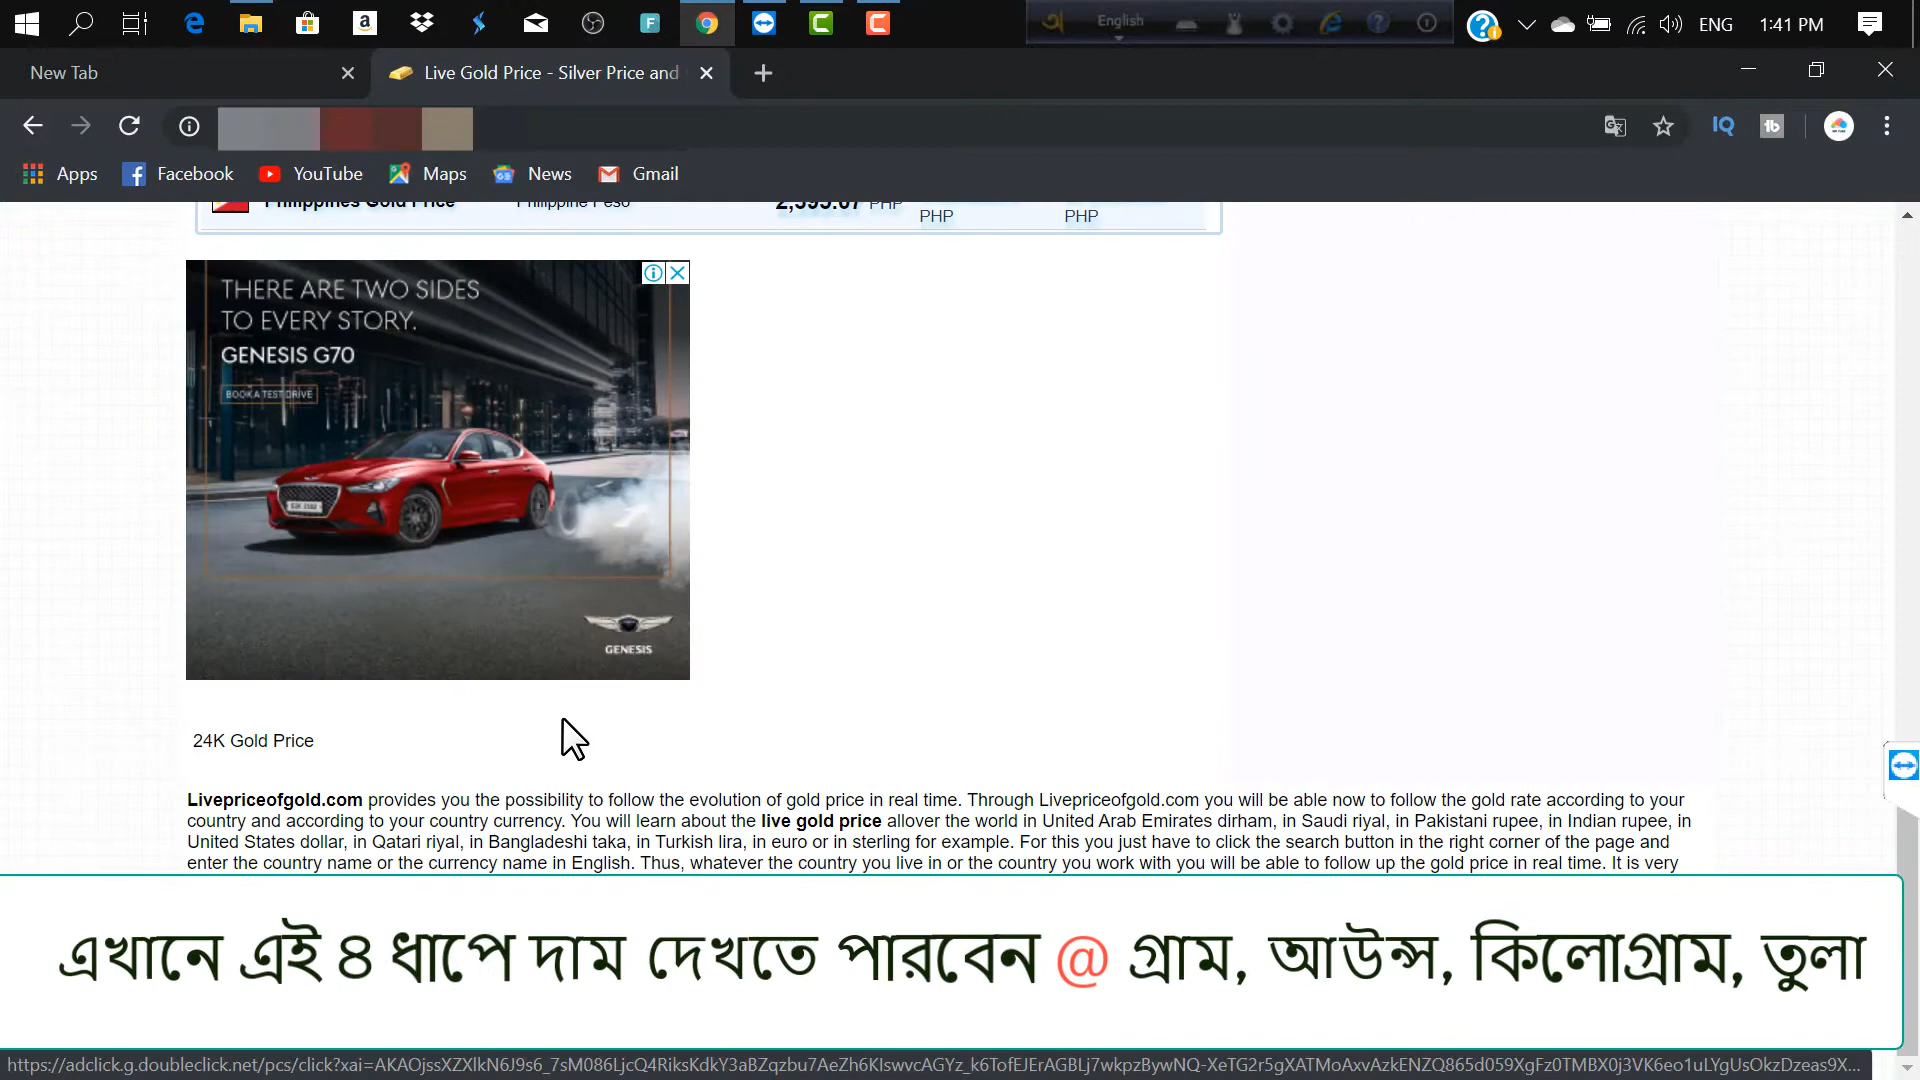 English
ENG
1:41 PM
New Tab
Live Gold Price - Silver Price and
Apps
Facebook
YouTube
Maps
News
Gmail
Philippines Gold Price Philippine Peso 2,595.07 PHP
PHP PHP
THERE ARE TWO SIDES
TO EVERY STORY.
GENESIS G70
BOOK A TEST DRIVE
GENESIS
24K Gold Price
Livepriceofgold.com provides you the possibility to follow the evolution of gold price in real time. Through Livepriceofgold.com you will be able now to follow the gold rate according to your
country and according to your country currency. You will learn about the live gold price allover the world in United Arab Emirates dirham, in Saudi riyal, in Pakistani rupee, in Indian rupee, in
United States dollar, in Qatari riyal, in Bangladeshi taka, in Turkish lira, in euro or in sterling for example. For this you just have to click the search button in the right corner of the page and
enter the country name or the currency name in English. Thus, whatever the country you live in or the country you work with you will be able to follow up the gold price in real time. It is very
এখানে এই ৪ ধাপে দাম দেখতে পারবেন @ গ্রাম, আউন্স, কিলোগ্রাম, তুলা